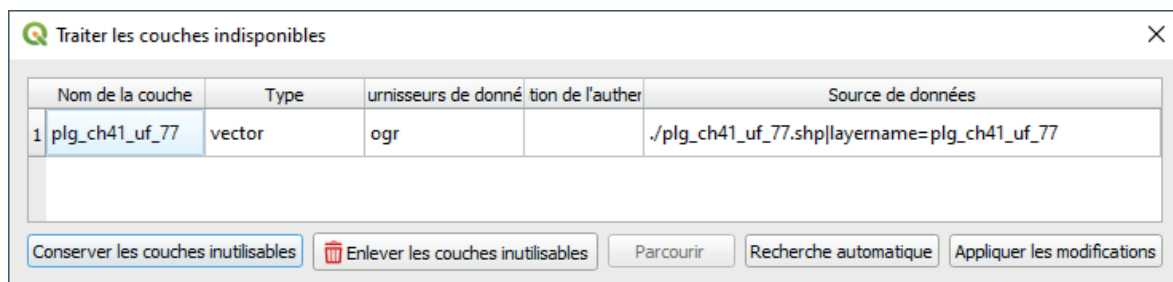 Traiter les couches indisponibles
Nom de la couche Type urnisseurs de donné tion de l'auther Source de données
1 plg_ch41_uf_77 vector ogr ./plg_ch41_uf_77.shp|layername=plg_ch41_uf_77
Conserver les couches inutilisables Enlever les couches inutilisables Parcourir Recherche automatique Appliquer les modifications